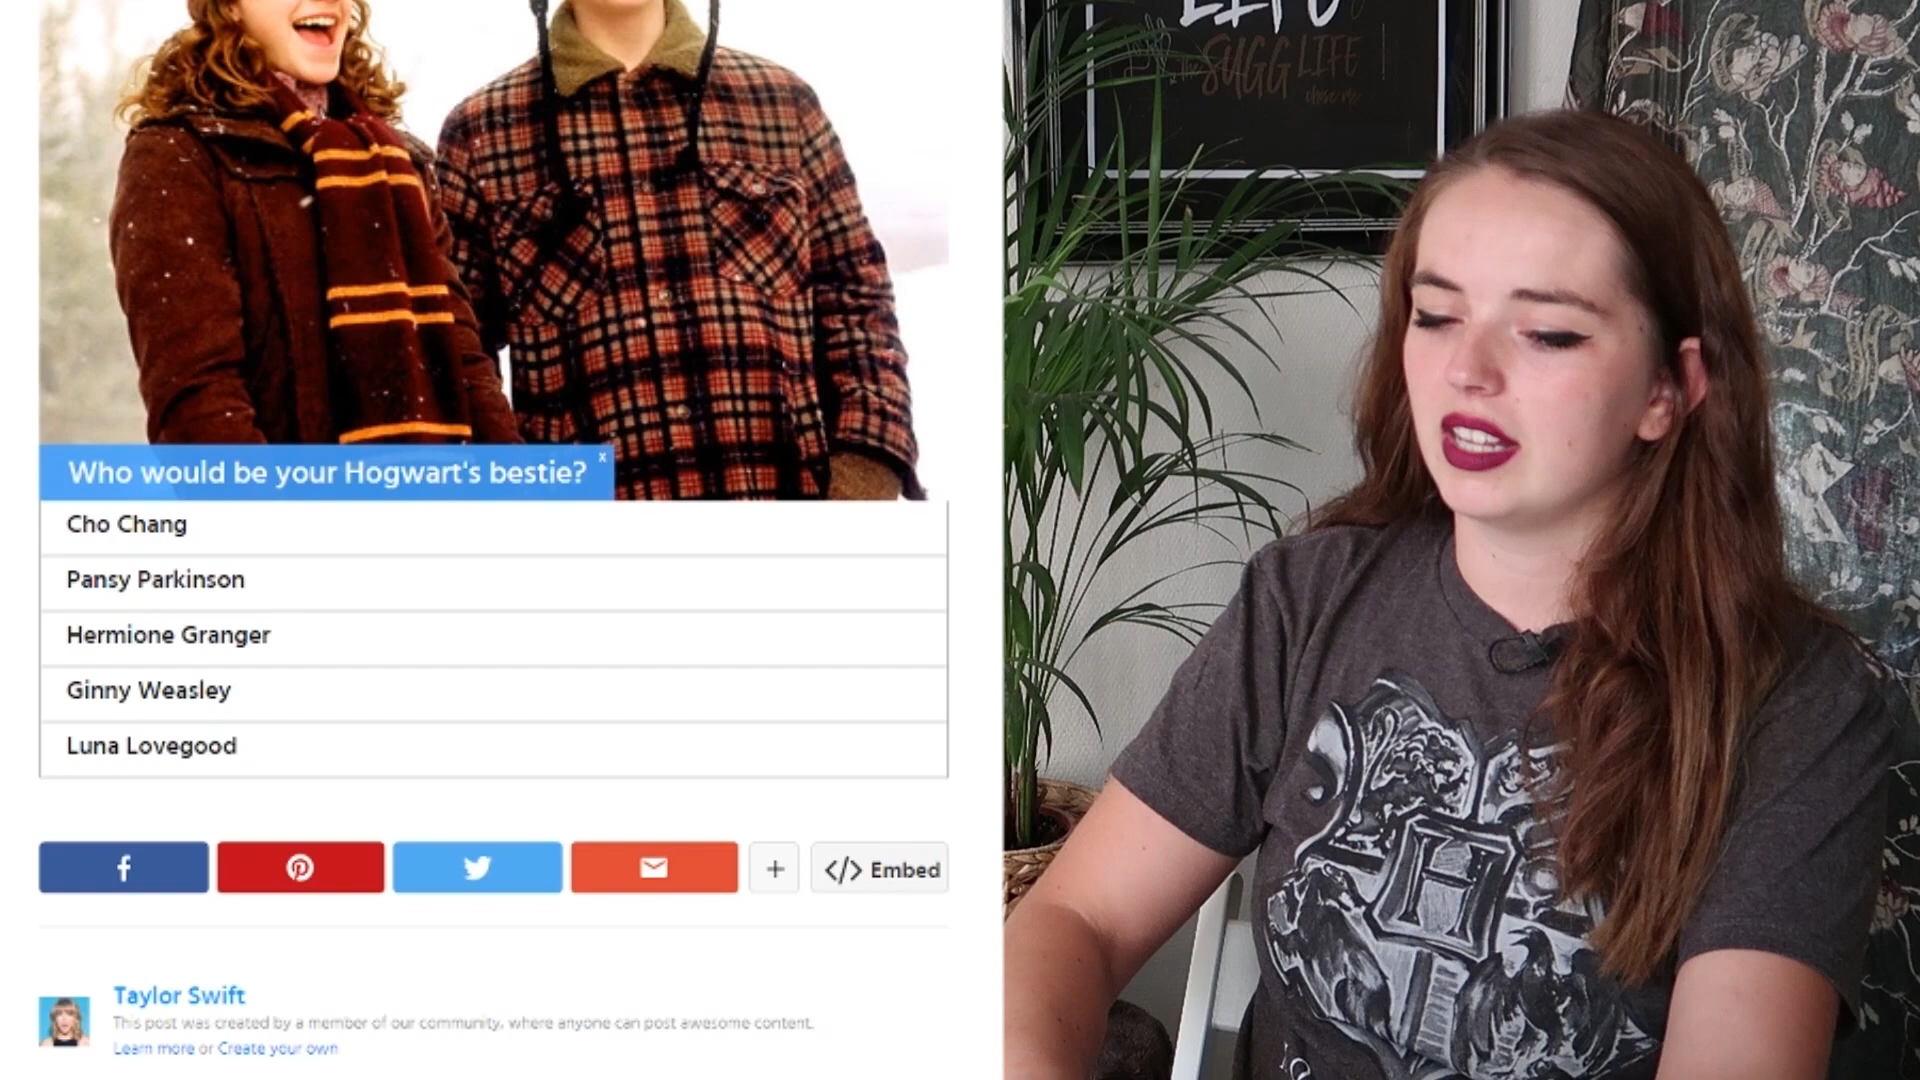 SUGG LIFE
chose me
Who would be your Hogwart's bestie? x
Cho Chang
Pansy Parkinson
Hermione Granger
Ginny Weasley
Luna Lovegood
f
+
</> Embed
Taylor Swift
This post was created by a member of our community, where anyone can post awesome content.
Learn more or Create your own
H